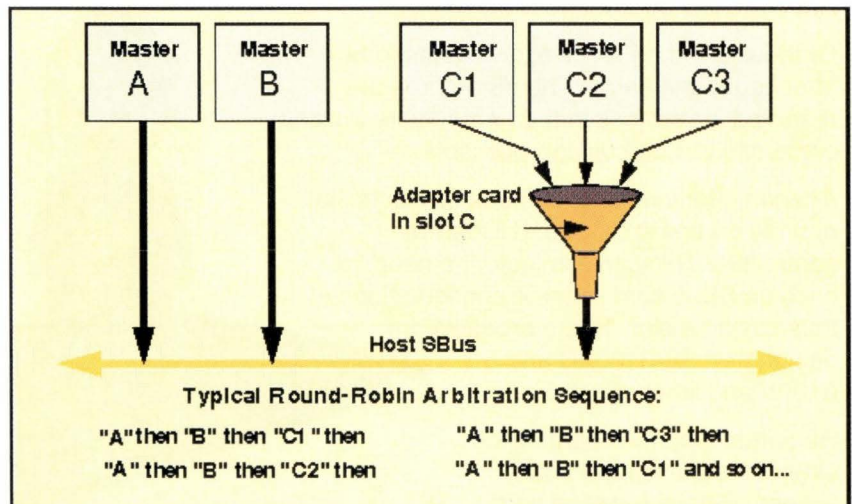 Master
A
Master
B
Master
C1
Master
C2
Master
C3
Adapter card
in slot C
Host SBus
Typical Round-Robin Arbitration Sequence:
"A" then "B" then "C1" then
"A" then "B" then "C2" then
"A" then "B" then "C3" then
"A" then "B" then "C1" and so on...